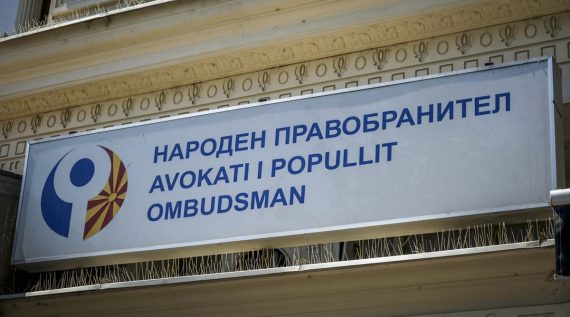 НАРОДЕН ПРАВОБРАНИТЕЛ
AVOKATI I POPULLIT
OMBUDSMAN